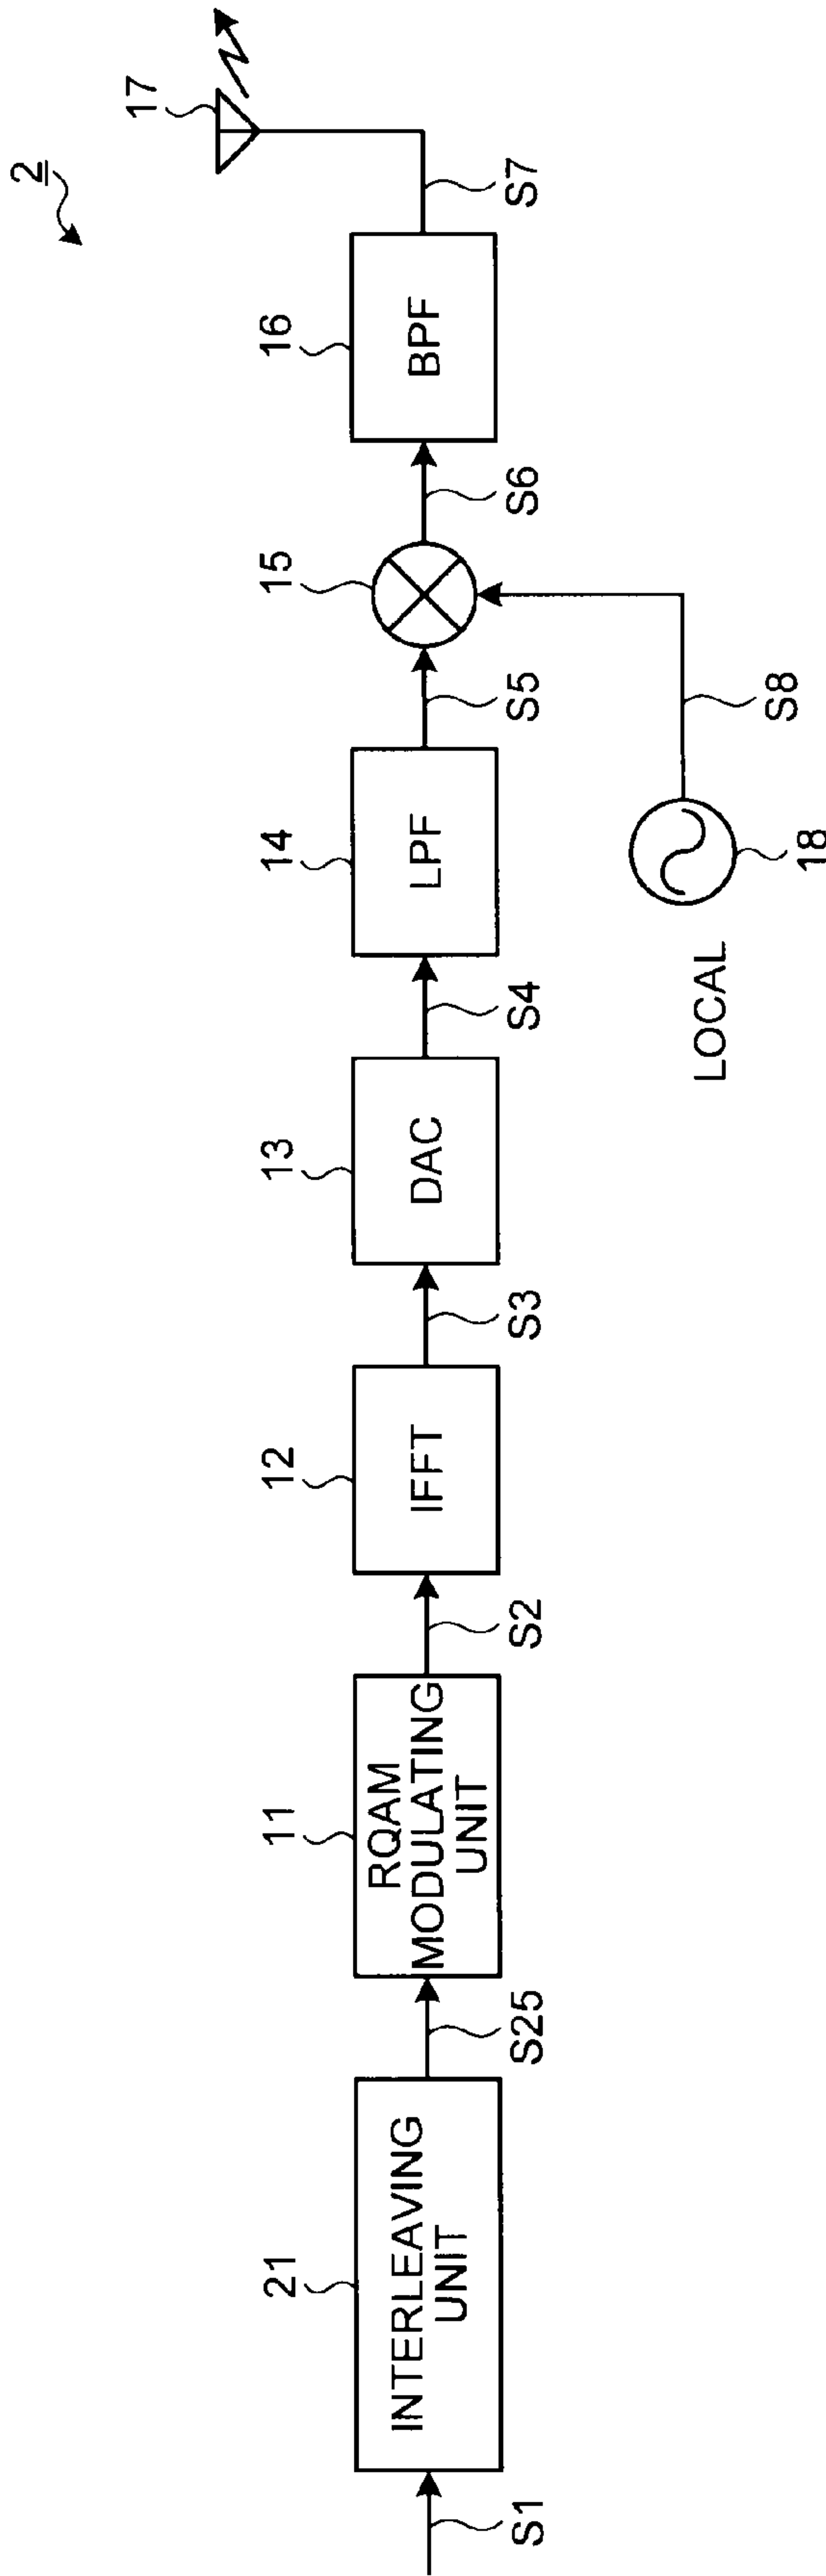 2
17
21
11
12
13
14
15
16
INTERLEAVING
UNIT
RQAM
MODULATING
UNIT
IFFT
DAC
LPF
BPF
S1
S25
S2
S3
S4
S5
S6
S7
LOCAL
18
S8